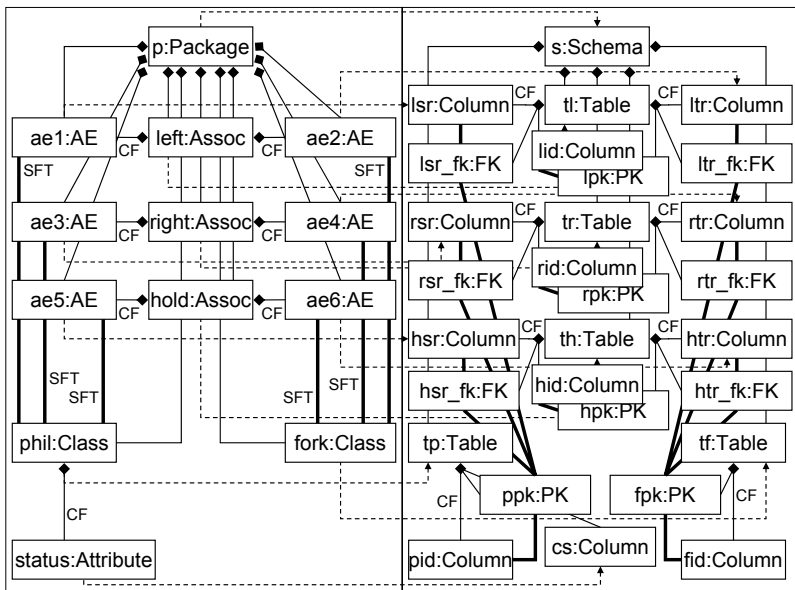 p:Package
s:Schema
lsr:Column
CF
tl:Table
CF
ltr:Column
ae1:AE
CF
left:Assoc
CF
ae2:AE
lid:Column
SFT
SFT
lsr_fk:FK
lpk:PK
ltr_fk:FK
ae3:AE
CF
right:Assoc
CF
ae4:AE
rsr:Column
CF
tr:Table
CF
rtr:Column
rid:Column
rsr_fk:FK
rpk:PK
rtr_fk:FK
ae5:AE
CF
hold:Assoc
CF
ae6:AE
hsr:Column
CF
th:Table
CF
htr:Column
hid:Column
SFT
SFT
SFT
SFT
hsr_fk:FK
hpk:PK
htr_fk:FK
phil:Class
fork:Class
tp:Table
tf:Table
CF
CF
ppk:PK
fpk:PK
CF
status:Attribute
pid:Column
cs:Column
fid:Column